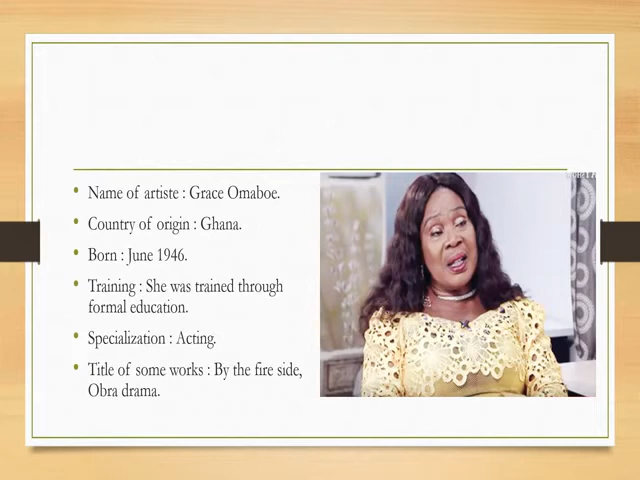 Name of artiste : Grace Omaboe.
Country of origin : Ghana.
Born : June 1946.
Training : She was trained through
formal education.
Specialization : Acting.
Title of some works : By the fire side,
Obra drama.